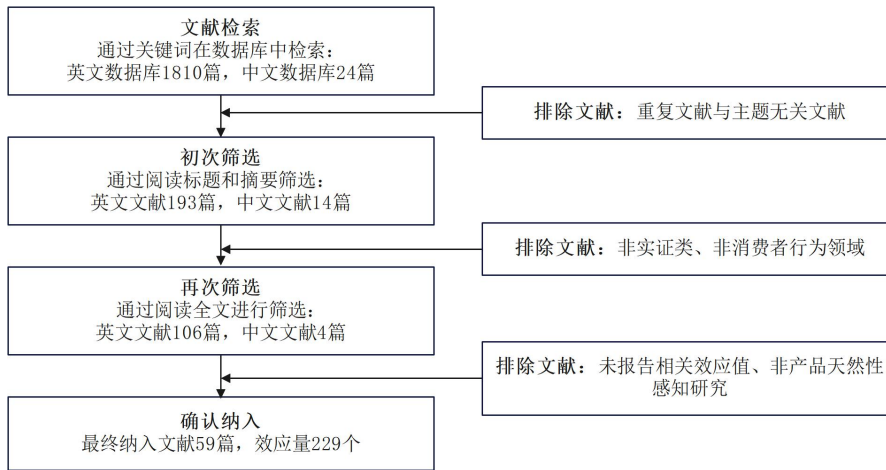 文献检索
通过关键词在数据库中检索：
英文数据库1810篇，中文数据库24篇
排除文献：重复文献与主题无关文献
初次筛选
通过阅读标题和摘要筛选：
英文文献193篇，中文文献14篇
排除文献：非实证类、非消费者行为领域
再次筛选
通过阅读全文进行筛选：
英文文献106篇，中文文献4篇
排除文献：未报告相关效应值、非产品天然性
感知研究
确认纳入
最终纳入文献59篇，效应量229个